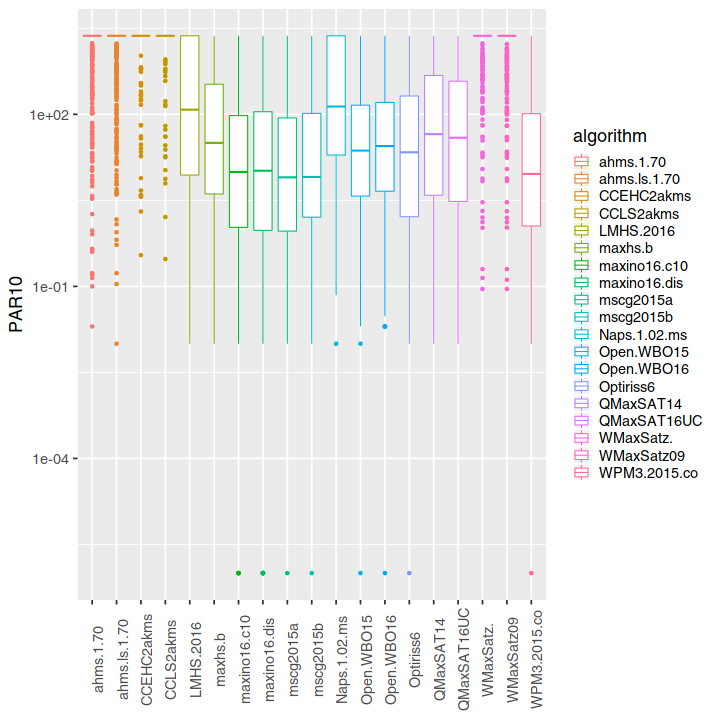 PAR10
1e+02
1e-01
1e-04
ahms.1.70
ahms.ls.1.70
CCEHC2akms
CCLS2akms
LMHS.2016
maxhs.b
maxino16.c10
maxino16.dis
mscg2015a
mscg2015b
Naps.1.02.ms
Open.WBO15
Open.WBO16
Optiriss6
QMaxSAT14
QMaxSAT16UC
WMaxSatz.
WMaxSatz09
WPM3.2015.co
algorithm
ahms.1.70
ahms.ls.1.70
CCEHC2akms
CCLS2akms
LMHS.2016
maxhs.b
maxino16.c10
maxino16.dis
mscg2015a
mscg2015b
Naps.1.02.ms
Open.WBO15
Open.WBO16
Optiriss6
QMaxSAT14
QMaxSAT16UC
WMaxSatz.
WMaxSatz09
WPM3.2015.co